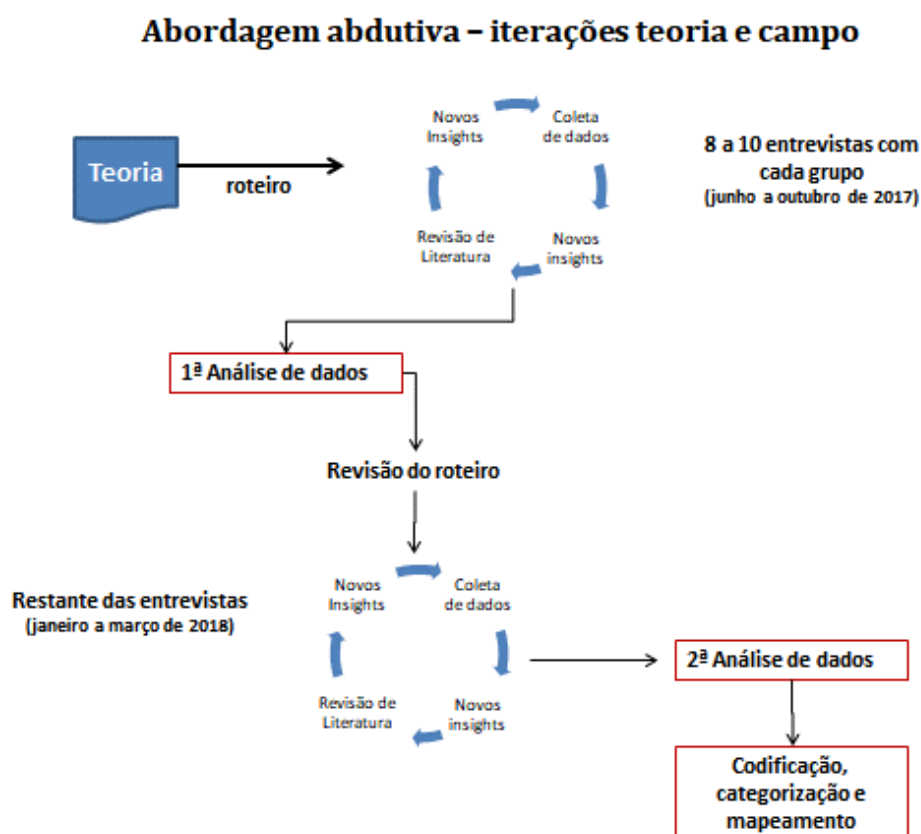 Abordagem abdutiva – iterações teoria e campo
Teoria
roteiro
Novos
Insights
Coleta
de dados
Revisão de
Literatura
Novos
insights
8 a 10 entrevistas com
cada grupo
(junho a outubro de 2017)
1ª Análise de dados
Revisão do roteiro
Restante das entrevistas
(janeiro a março de 2018)
Novos
Insights
Coleta
de dados
Revisão de
Literatura
Novos
insights
2ª Análise de dados
Codificação,
categorização e
mapeamento